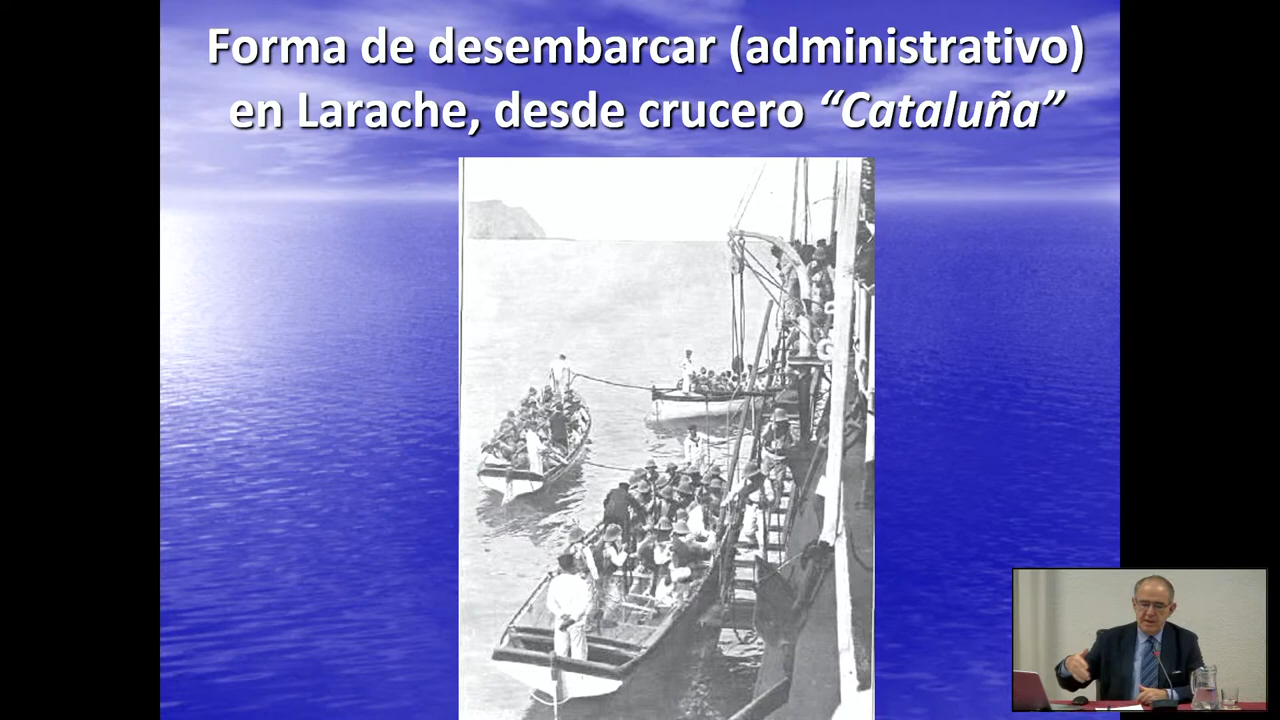 Forma de desembarcar (administrativo)
en Larache, desde crucero “Cataluña”